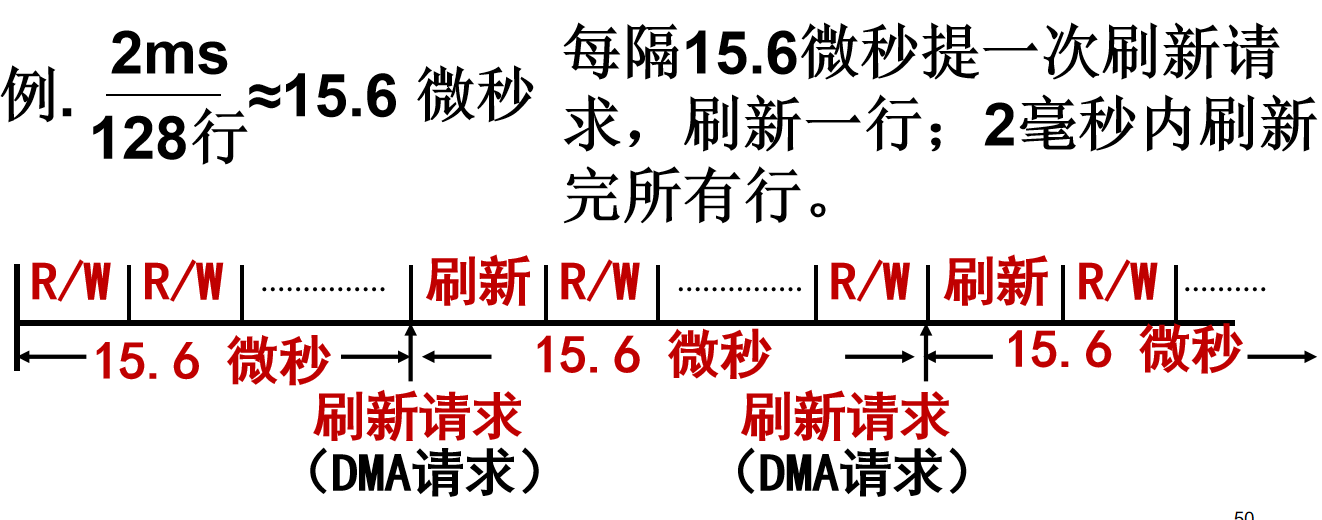 例. 2ms/128行≈15.6 微秒
每隔15.6微秒提一次刷新请
求，刷新一行；2毫秒内刷新
完所有行。
R/W R/W ............... 刷新 R/W ............... R/W 刷新 R/W ..........
15.6 微秒 15.6 微秒 15.6 微秒
刷新请求 刷新请求
（DMA请求） （DMA请求）
50